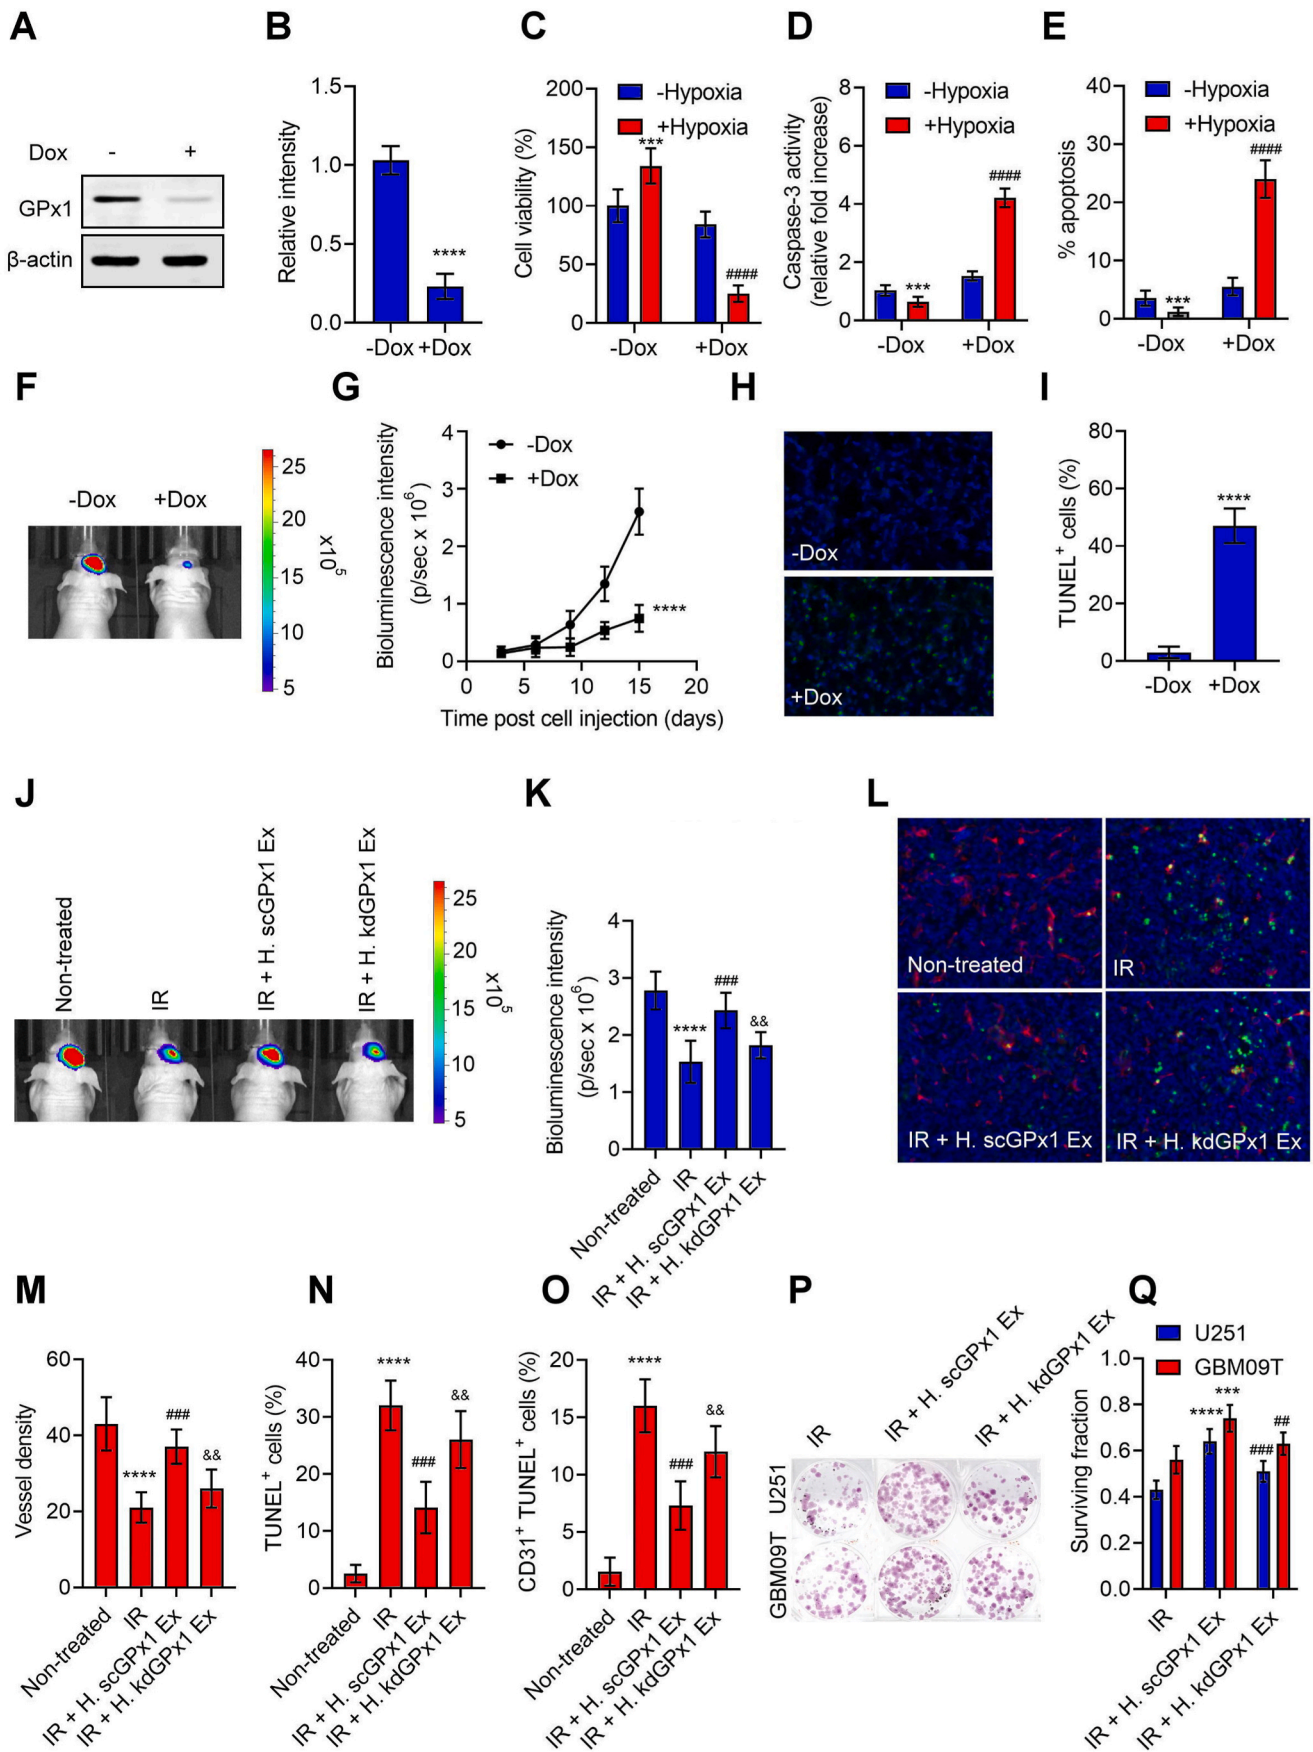 A
Dox - +
GPx1
β-actin
B
Relative intensity
1.5
1.0
0.5
0.0
****
-Dox +Dox
C
Cell viability (%)
200
150
100
50
0
-Hypoxia
+Hypoxia
***
####
-Dox +Dox
D
Caspase-3 activity
(relative fold increase)
8
6
4
2
0
-Hypoxia
+Hypoxia
***
####
-Dox +Dox
E
% apoptosis
40
30
20
10
0
-Hypoxia
+Hypoxia
***
####
-Dox +Dox
F
-Dox +Dox
25
20
15
10
5
x10⁵
G
Bioluminescence intensity
(p/sec x 10⁶)
4
3
2
1
0
-Dox
+Dox
****
0 5 10 15 20
Time post cell injection (days)
H
-Dox
+Dox
I
TUNEL⁺ cells (%)
80
60
40
20
0
****
-Dox +Dox
J
Non-treated
IR
IR + H. scGPx1 Ex
IR + H. kdGPx1 Ex
25
20
15
10
5
x10⁵
K
Bioluminescence intensity
(p/sec x 10⁶)
4
3
2
1
0
****
###
&&
Non-treated
IR
IR + H. scGPx1 Ex
IR + H. kdGPx1 Ex
L
Non-treated
IR
IR + H. scGPx1 Ex
IR + H. kdGPx1 Ex
M
Vessel density
60
40
20
0
****
###
&&
Non-treated
IR
IR + H. scGPx1 Ex
IR + H. kdGPx1 Ex
N
TUNEL⁺ cells (%)
40
30
20
10
0
****
###
&&
Non-treated
IR
IR + H. scGPx1 Ex
IR + H. kdGPx1 Ex
O
CD31⁺ TUNEL⁺ cells (%)
20
15
10
5
0
****
###
&&
Non-treated
IR
IR + H. scGPx1 Ex
IR + H. kdGPx1 Ex
P
IR
IR + H. scGPx1 Ex
IR + H. kdGPx1 Ex
U251
GBM09T
Q
U251
GBM09T
Surviving fraction
1.0
0.8
0.6
0.4
0.2
0.0
****
***
###
##
IR
IR + H. scGPx1 Ex
IR + H. kdGPx1 Ex